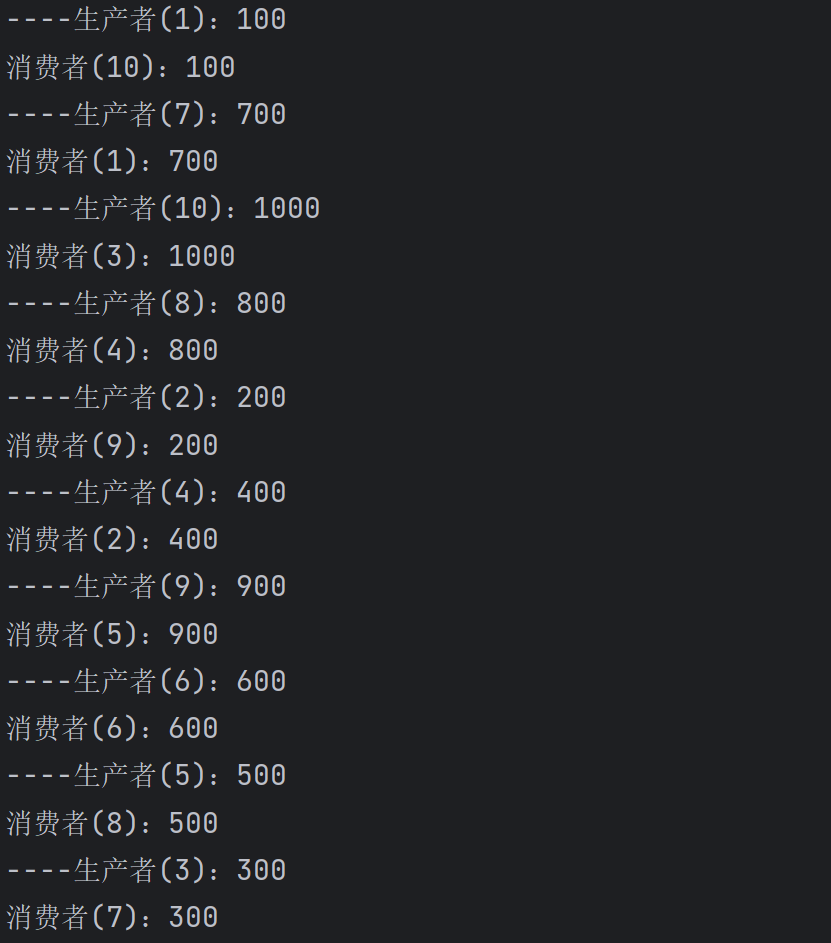 ----生产者(1)：100
消费者(10)：100
----生产者(7)：700
消费者(1)：700
----生产者(10)：1000
消费者(3)：1000
----生产者(8)：800
消费者(4)：800
----生产者(2)：200
消费者(9)：200
----生产者(4)：400
消费者(2)：400
----生产者(9)：900
消费者(5)：900
----生产者(6)：600
消费者(6)：600
----生产者(5)：500
消费者(8)：500
----生产者(3)：300
消费者(7)：300